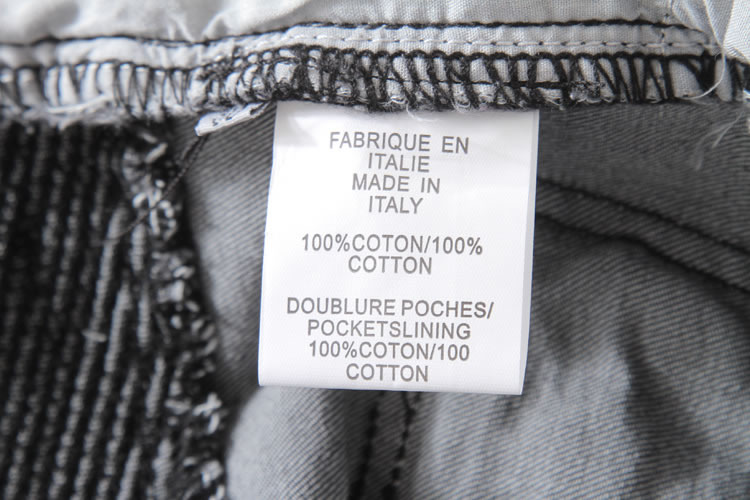 FABRIQUE EN
ITALIE
MADE IN
ITALY
100%COTON/100%
COTTON
DOUBLURE POCHES/
POCKETSLINING
100%COTON/100
COTTON